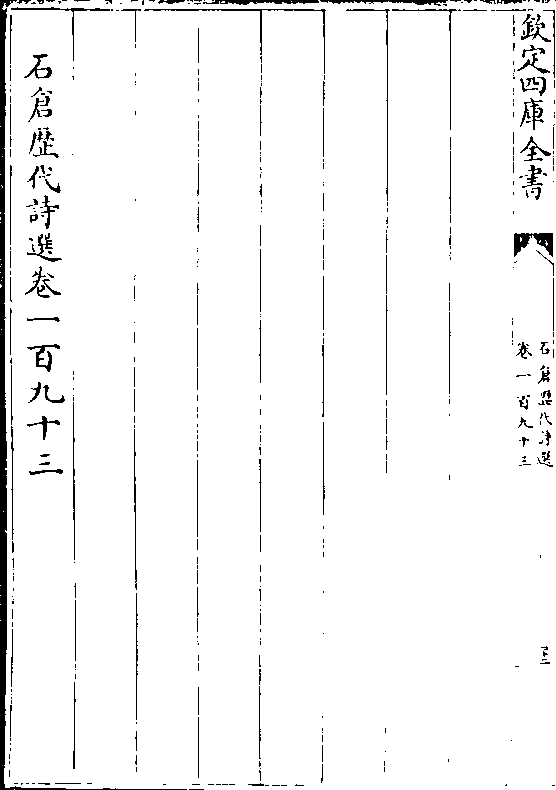 欽定四庫全書
石倉歷代詩選
卷一百九十三
石倉歷代詩選卷一百九十三